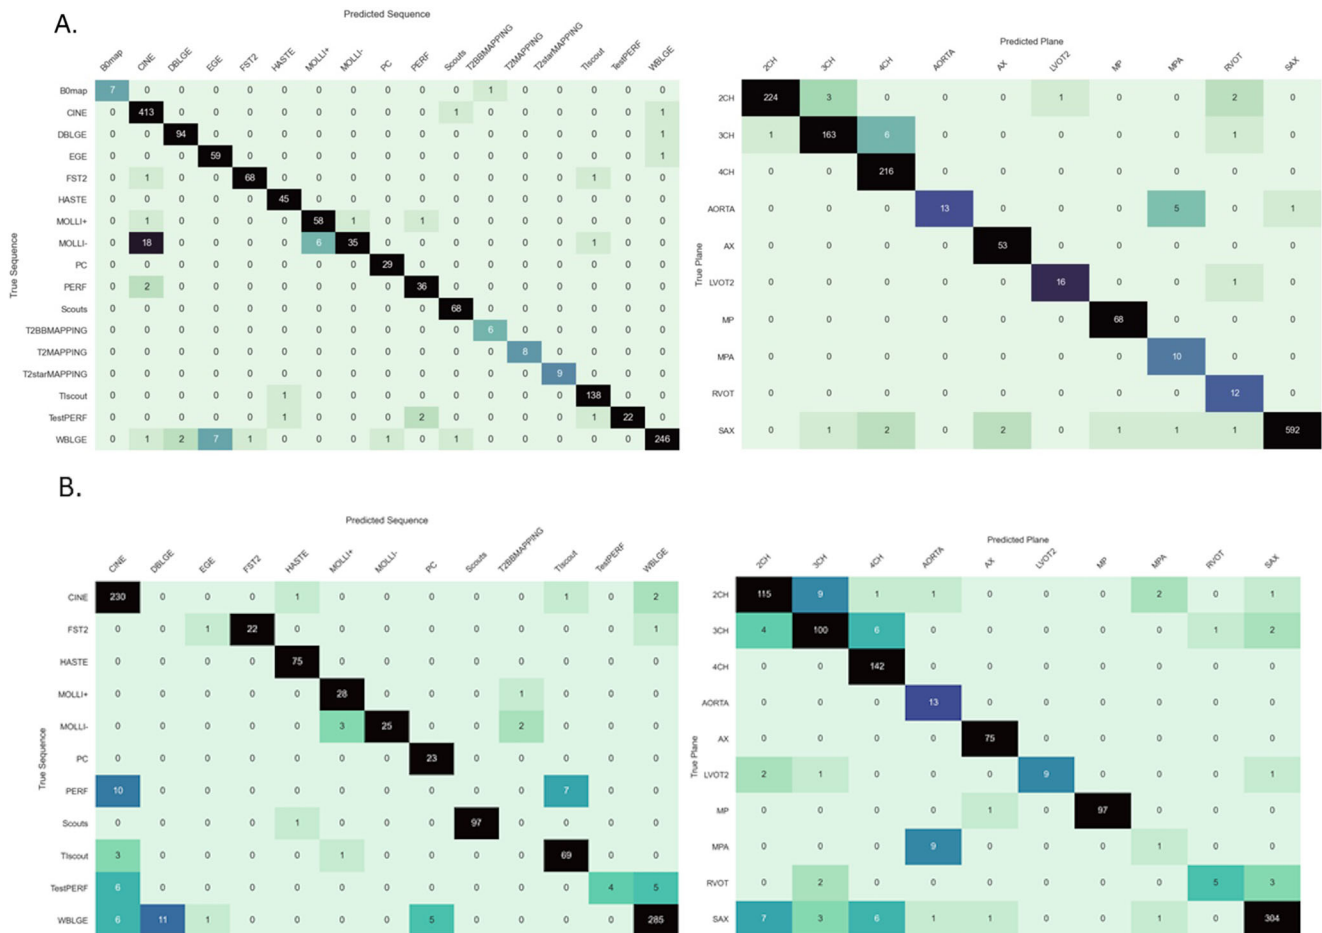 A.
Predicted Sequence
B0map CINE DBLGE EGE FST2 HASTE MOLLI+ MOLLI- PC PERF Scouts T2BBMAPPING T2MAPPING T2starMAPPING TIscout TestPERF WBLGE
True Sequence
B0map 7 0 0 0 0 0 0 0 0 0 0 1 0 0 0 0 0
CINE 0 413 0 0 0 0 0 0 0 0 1 0 0 0 0 0 1
DBLGE 0 0 94 0 0 0 0 0 0 0 0 0 0 0 0 0 1
EGE 0 0 0 59 0 0 0 0 0 0 0 0 0 0 0 0 1
FST2 0 1 0 0 68 0 0 0 0 0 0 0 0 0 1 0 0
HASTE 0 0 0 0 0 45 0 0 0 0 0 0 0 0 0 0 0
MOLLI+ 0 1 0 0 0 0 58 1 0 1 0 0 0 0 0 0 0
MOLLI- 0 18 0 0 0 0 6 35 0 0 0 0 0 0 1 0 0
PC 0 0 0 0 0 0 0 0 29 0 0 0 0 0 0 0 0
PERF 0 2 0 0 0 0 0 0 0 36 0 0 0 0 0 0 0
Scouts 0 0 0 0 0 0 0 0 0 0 68 0 0 0 0 0 0
T2BBMAPPING 0 0 0 0 0 0 0 0 0 0 0 6 0 0 0 0 0
T2MAPPING 0 0 0 0 0 0 0 0 0 0 0 0 8 0 0 0 0
T2starMAPPING 0 0 0 0 0 0 0 0 0 0 0 0 0 9 0 0 0
TIscout 0 0 0 0 0 1 0 0 0 0 0 0 0 0 138 0 0
TestPERF 0 0 0 0 0 1 0 0 0 2 0 0 0 0 1 22 0
WBLGE 0 1 2 7 1 0 0 0 1 0 1 0 0 0 0 0 246
Predicted Plane
2CH 3CH 4CH AORTA AX LVOT2 MP MPA RVOT SAX
True Plane
2CH 224 3 0 0 0 1 0 0 2 0
3CH 1 163 6 0 0 0 0 0 1 0
4CH 0 0 216 0 0 0 0 0 0 0
AORTA 0 0 0 13 0 0 0 5 0 1
AX 0 0 0 0 53 0 0 0 0 0
LVOT2 0 0 0 0 0 16 0 0 1 0
MP 0 0 0 0 0 0 68 0 0 0
MPA 0 0 0 0 0 0 0 10 0 0
RVOT 0 0 0 0 0 0 0 0 12 0
SAX 0 1 2 0 2 0 1 1 1 592
B.
Predicted Sequence
CINE DBLGE EGE FST2 HASTE MOLLI+ MOLLI- PC Scouts T2BBMAPPING TIscout TestPERF WBLGE
True Sequence
CINE 230 0 0 0 1 0 0 0 0 0 1 0 2
FST2 0 0 1 22 0 0 0 0 0 0 0 0 1
HASTE 0 0 0 0 75 0 0 0 0 0 0 0 0
MOLLI+ 0 0 0 0 0 28 0 0 0 1 0 0 0
MOLLI- 0 0 0 0 0 3 25 0 0 2 0 0 0
PC 0 0 0 0 0 0 0 23 0 0 0 0 0
PERF 10 0 0 0 0 0 0 0 0 0 7 0 0
Scouts 0 0 0 0 1 0 0 0 97 0 0 0 0
TIscout 3 0 0 0 0 1 0 0 0 0 69 0 0
TestPERF 6 0 0 0 0 0 0 0 0 0 0 4 5
WBLGE 6 11 1 0 0 0 0 5 0 0 0 0 285
Predicted Plane
2CH 3CH 4CH AORTA AX LVOT2 MP MPA RVOT SAX
True Plane
2CH 115 9 1 1 0 0 0 2 0 1
3CH 4 100 6 0 0 0 0 0 1 2
4CH 0 0 142 0 0 0 0 0 0 0
AORTA 0 0 0 13 0 0 0 0 0 0
AX 0 0 0 0 75 0 0 0 0 0
LVOT2 2 1 0 0 0 9 0 0 0 1
MP 0 0 0 0 1 0 97 0 0 0
MPA 0 0 0 9 0 0 0 1 0 0
RVOT 0 2 0 0 0 0 0 0 5 3
SAX 7 3 6 1 1 0 0 1 0 304